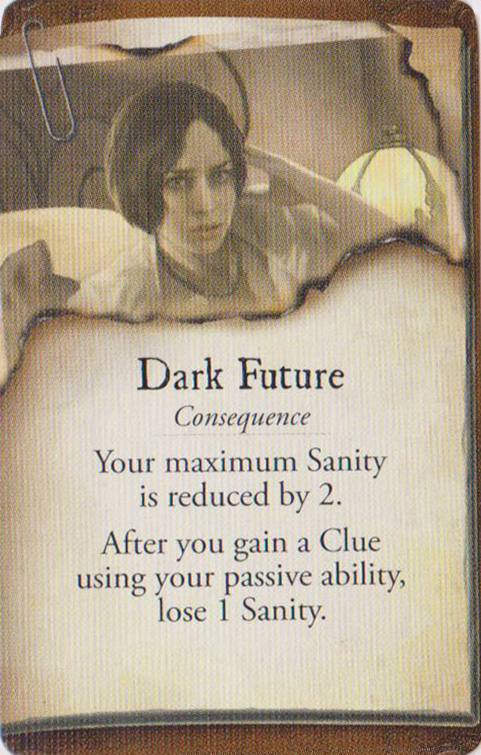 Dark Future
Consequence
Your maximum Sanity
is reduced by 2.
After you gain a Clue
using your passive ability,
lose 1 Sanity.